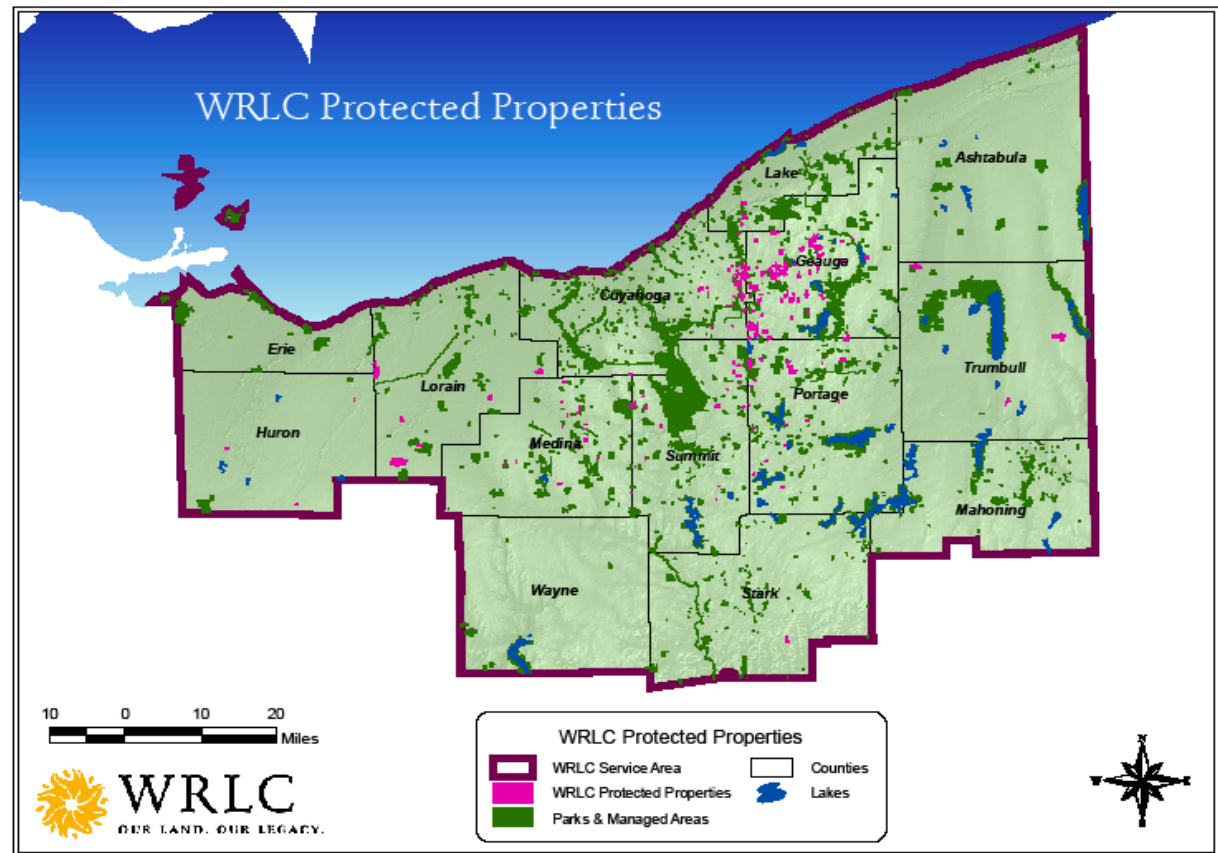 WRLC Protected Properties
Ashtabula
Lake
Geauga
Cuyahoga
Erie
Trumbull
Lorain
Portage
Huron
Medina
Summit
Mahoning
Wayne
Stark
10 0 10 20
Miles
WRLC
OUR LAND. OUR LEGACY.
WRLC Protected Properties
WRLC Service Area
Counties
WRLC Protected Properties
Lakes
Parks & Managed Areas
N
W E
S